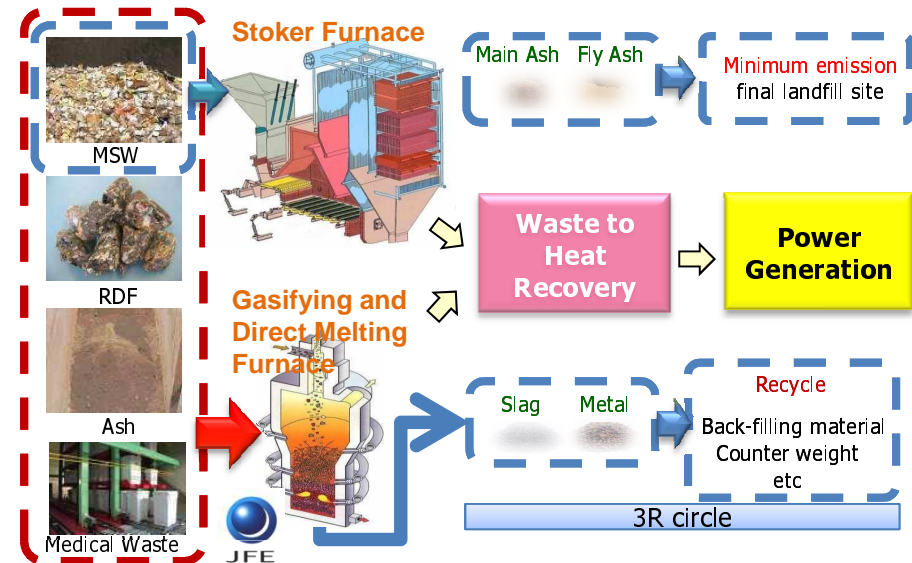 Stoker Furnace
Main Ash
Fly Ash
Minimum emission
final landfill site
MSW
RDF
Ash
Medical Waste
Gasifying and
Direct Melting
Furnace
Waste to
Heat
Recovery
Power
Generation
Slag
Metal
Recycle
Back-filling material
Counter weight
etc
3R circle
JFE